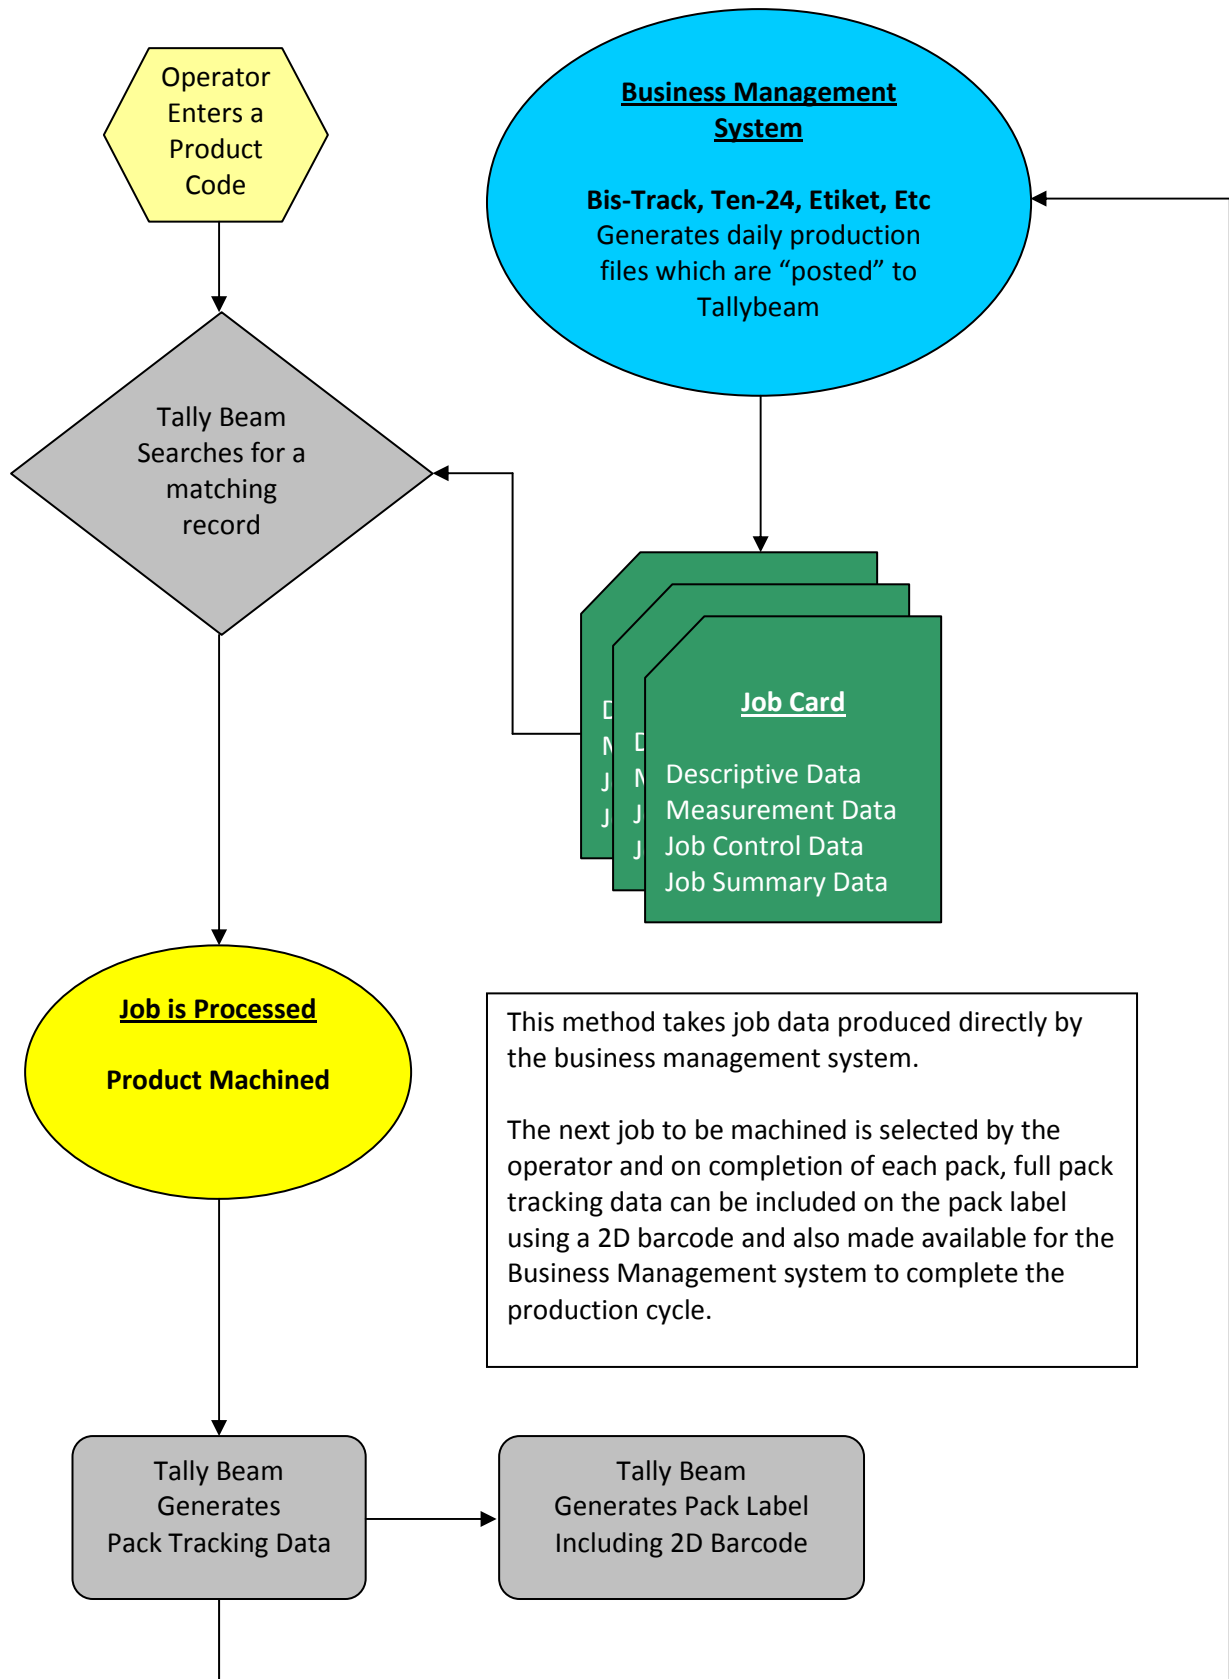 Operator
Enters a
Product
Code
Business Management
System
Bis-Track, Ten-24, Etiket, Etc
Generates daily production
files which are “posted” to
Tallybeam
Tally Beam
Searches for a
matching
record
D
M
J
J
D
M
J
J
Job Card
Descriptive Data
Measurement Data
Job Control Data
Job Summary Data
Job is Processed
Product Machined
This method takes job data produced directly by
the business management system.
The next job to be machined is selected by the
operator and on completion of each pack, full pack
tracking data can be included on the pack label
using a 2D barcode and also made available for the
Business Management system to complete the
production cycle.
Tally Beam
Generates
Pack Tracking Data
Tally Beam
Generates Pack Label
Including 2D Barcode